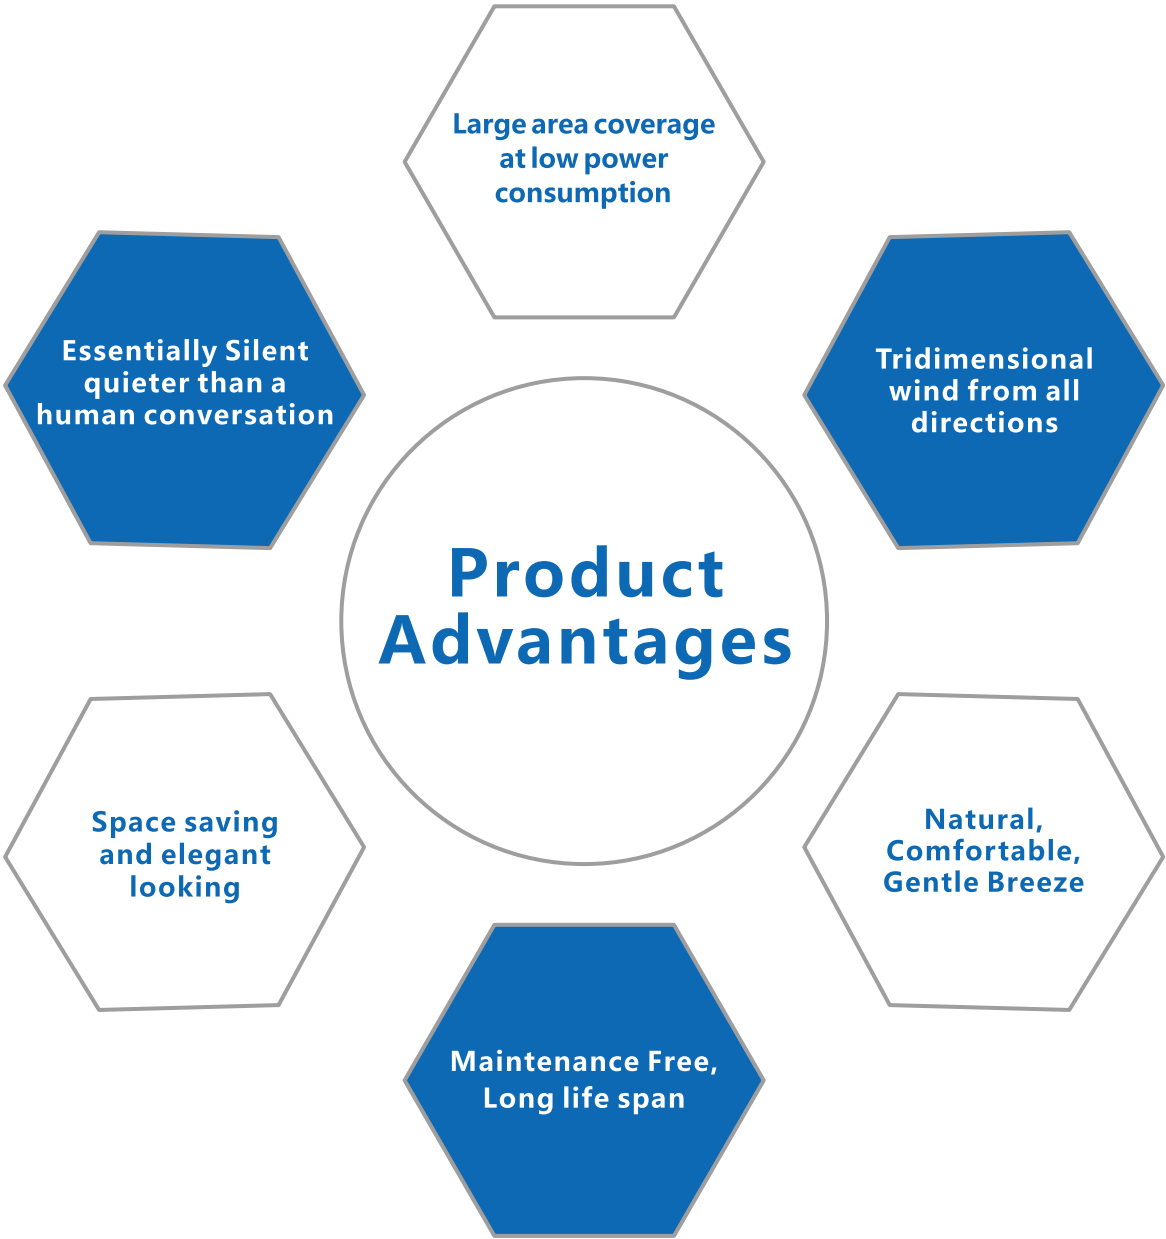 Large area coverage
at low power
consumption
Essentially Silent
quieter than a
human conversation
Tridimensional
wind from all
directions
Product
Advantages
Space saving
and elegant
looking
Natural,
Comfortable,
Gentle Breeze
Maintenance Free,
Long life span